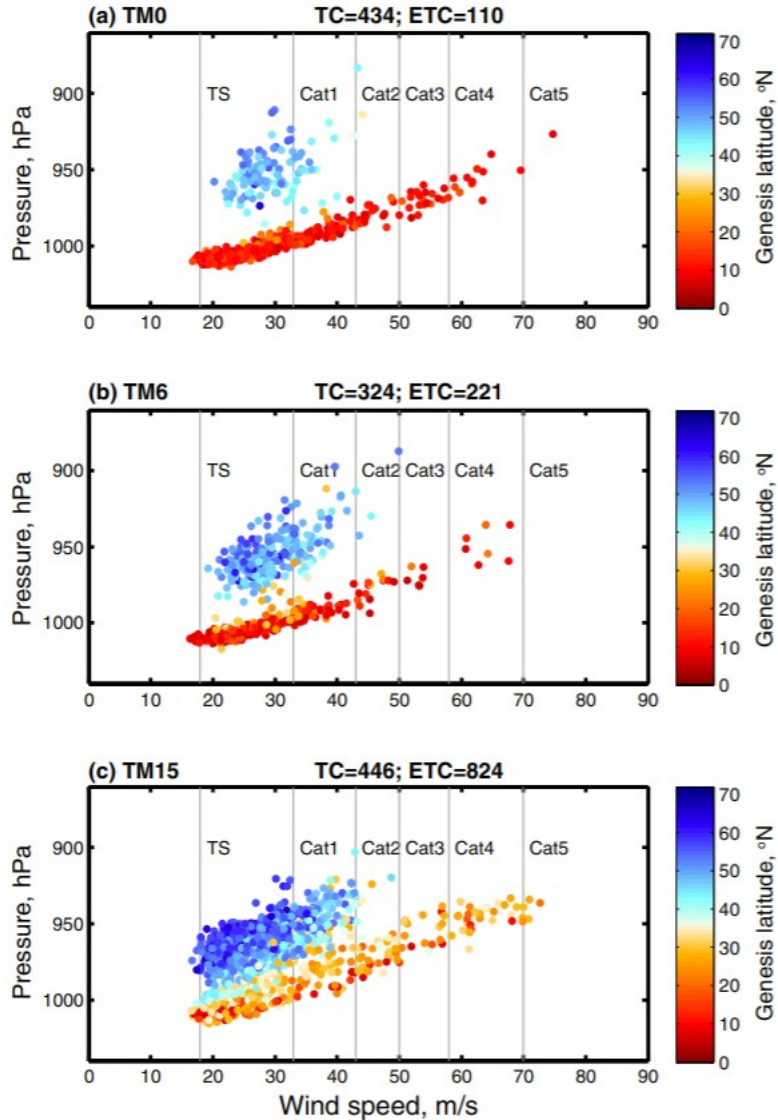 (a) TM0 TC=434; ETC=110
TS Cat1 Cat2 Cat3 Cat4 Cat5
Pressure, hPa
900
950
1000
0 10 20 30 40 50 60 70 80 90
70
60
50
40
30
20
10
0
Genesis latitude, ºN
(b) TM6 TC=324; ETC=221
TS Cat1 Cat2 Cat3 Cat4 Cat5
Pressure, hPa
900
950
1000
0 10 20 30 40 50 60 70 80 90
70
60
50
40
30
20
10
0
Genesis latitude, ºN
(c) TM15 TC=446; ETC=824
TS Cat1 Cat2 Cat3 Cat4 Cat5
Pressure, hPa
900
950
1000
0 10 20 30 40 50 60 70 80 90
70
60
50
40
30
20
10
0
Genesis latitude, ºN
Wind speed, m/s